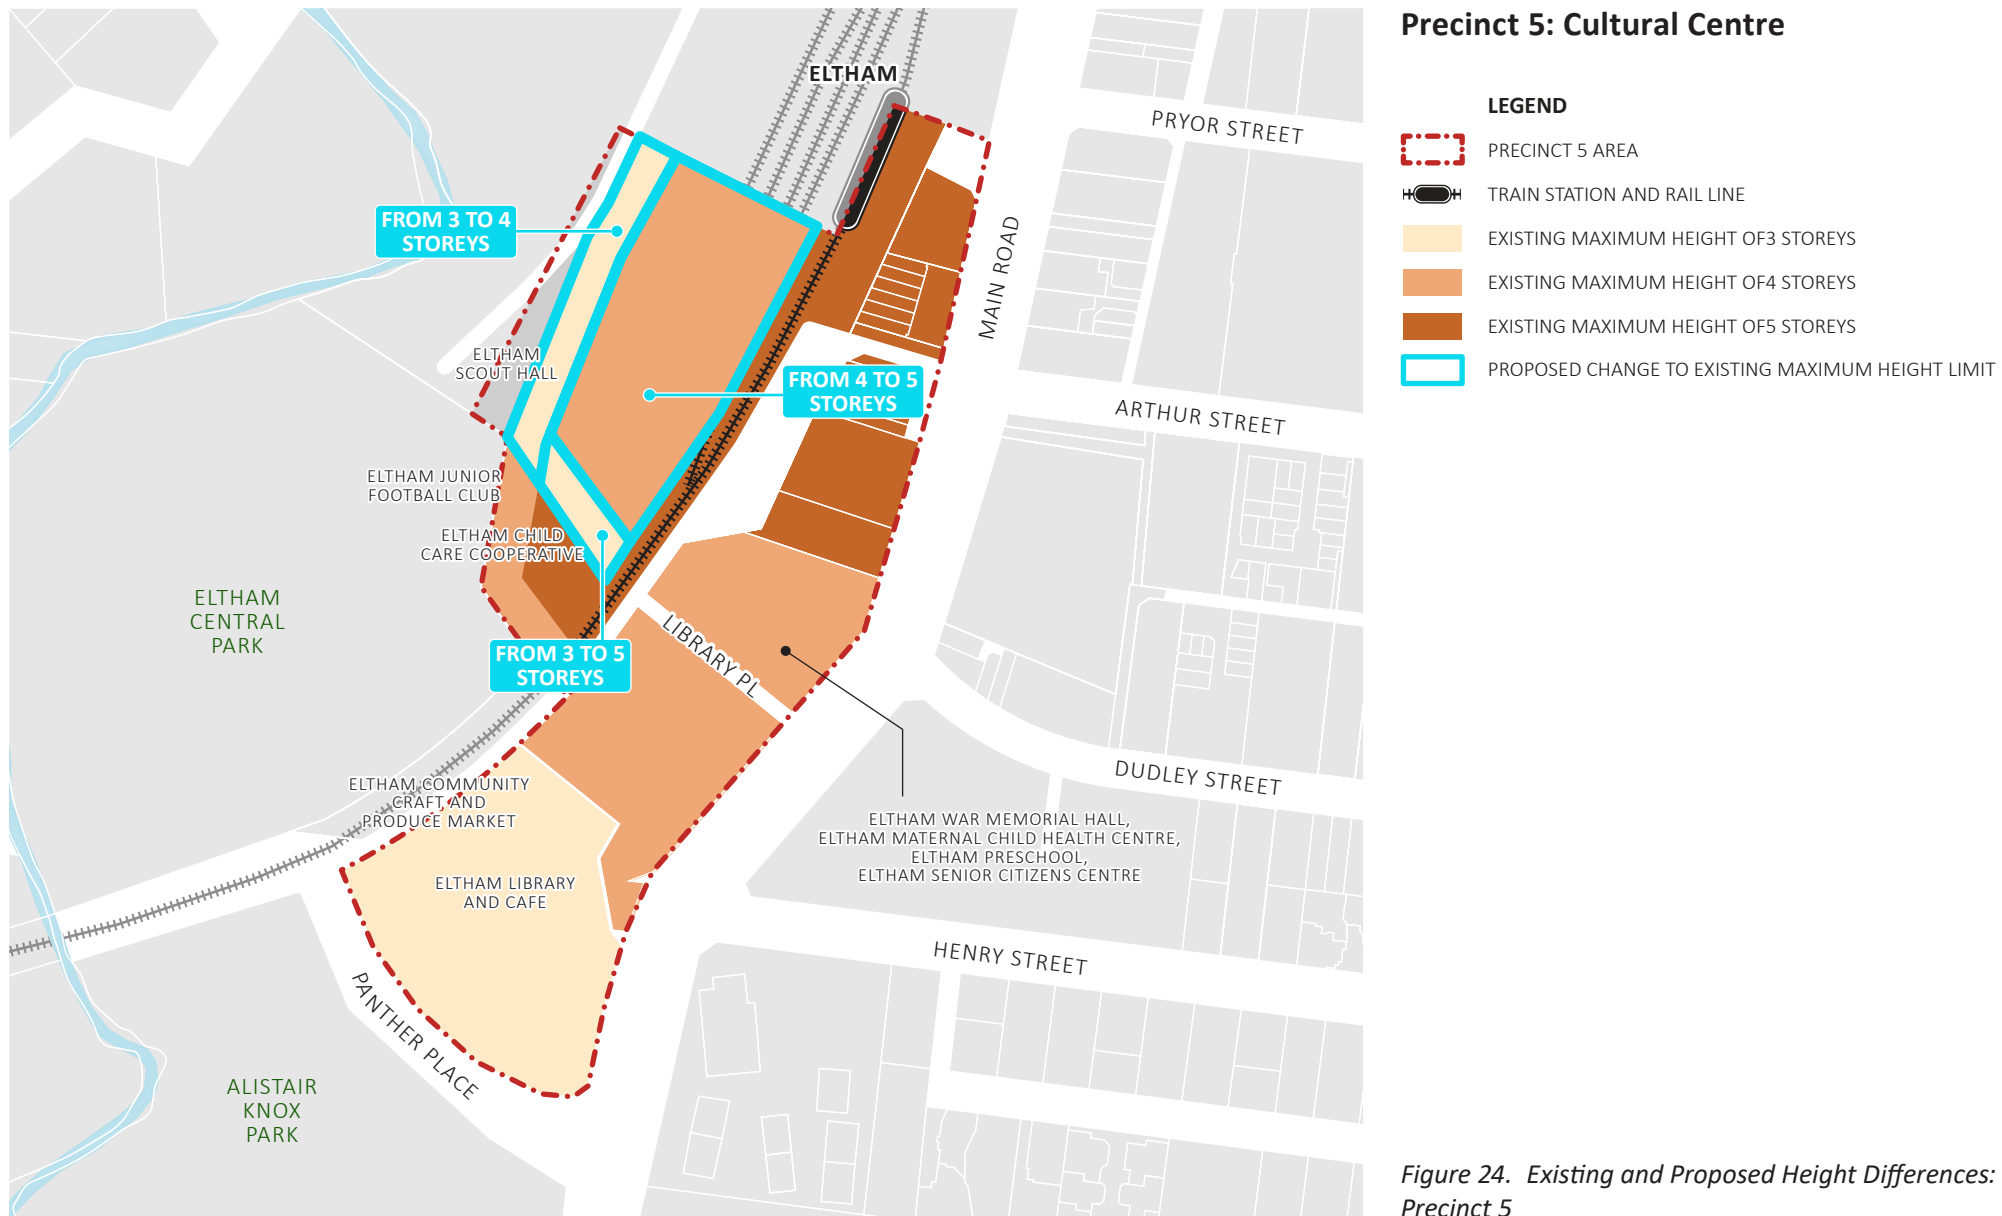 Precinct 5: Cultural Centre
LEGEND
PRECINCT 5 AREA
TRAIN STATION AND RAIL LINE
EXISTING MAXIMUM HEIGHT OF3 STOREYS
EXISTING MAXIMUM HEIGHT OF4 STOREYS
EXISTING MAXIMUM HEIGHT OF5 STOREYS
PROPOSED CHANGE TO EXISTING MAXIMUM HEIGHT LIMIT
ELTHAM
PRYOR STREET
FROM 3 TO 4
STOREYS
MAIN ROAD
ELTHAM
SCOUT HALL
FROM 4 TO 5
STOREYS
ARTHUR STREET
ELTHAM JUNIOR
FOOTBALL CLUB
ELTHAM CHILD
CARE COOPERATIVE
ELTHAM
CENTRAL
PARK
LIBRARY PL
FROM 3 TO 5
STOREYS
DUDLEY STREET
ELTHAM COMMUNITY
CRAFT AND
PRODUCE MARKET
ELTHAM WAR MEMORIAL HALL,
ELTHAM MATERNAL CHILD HEALTH CENTRE,
ELTHAM PRESCHOOL,
ELTHAM SENIOR CITIZENS CENTRE
ELTHAM LIBRARY
AND CAFE
HENRY STREET
PANTHER PLACE
ALISTAIR
KNOX
PARK
Figure 24. Existing and Proposed Height Differences:
Precinct 5